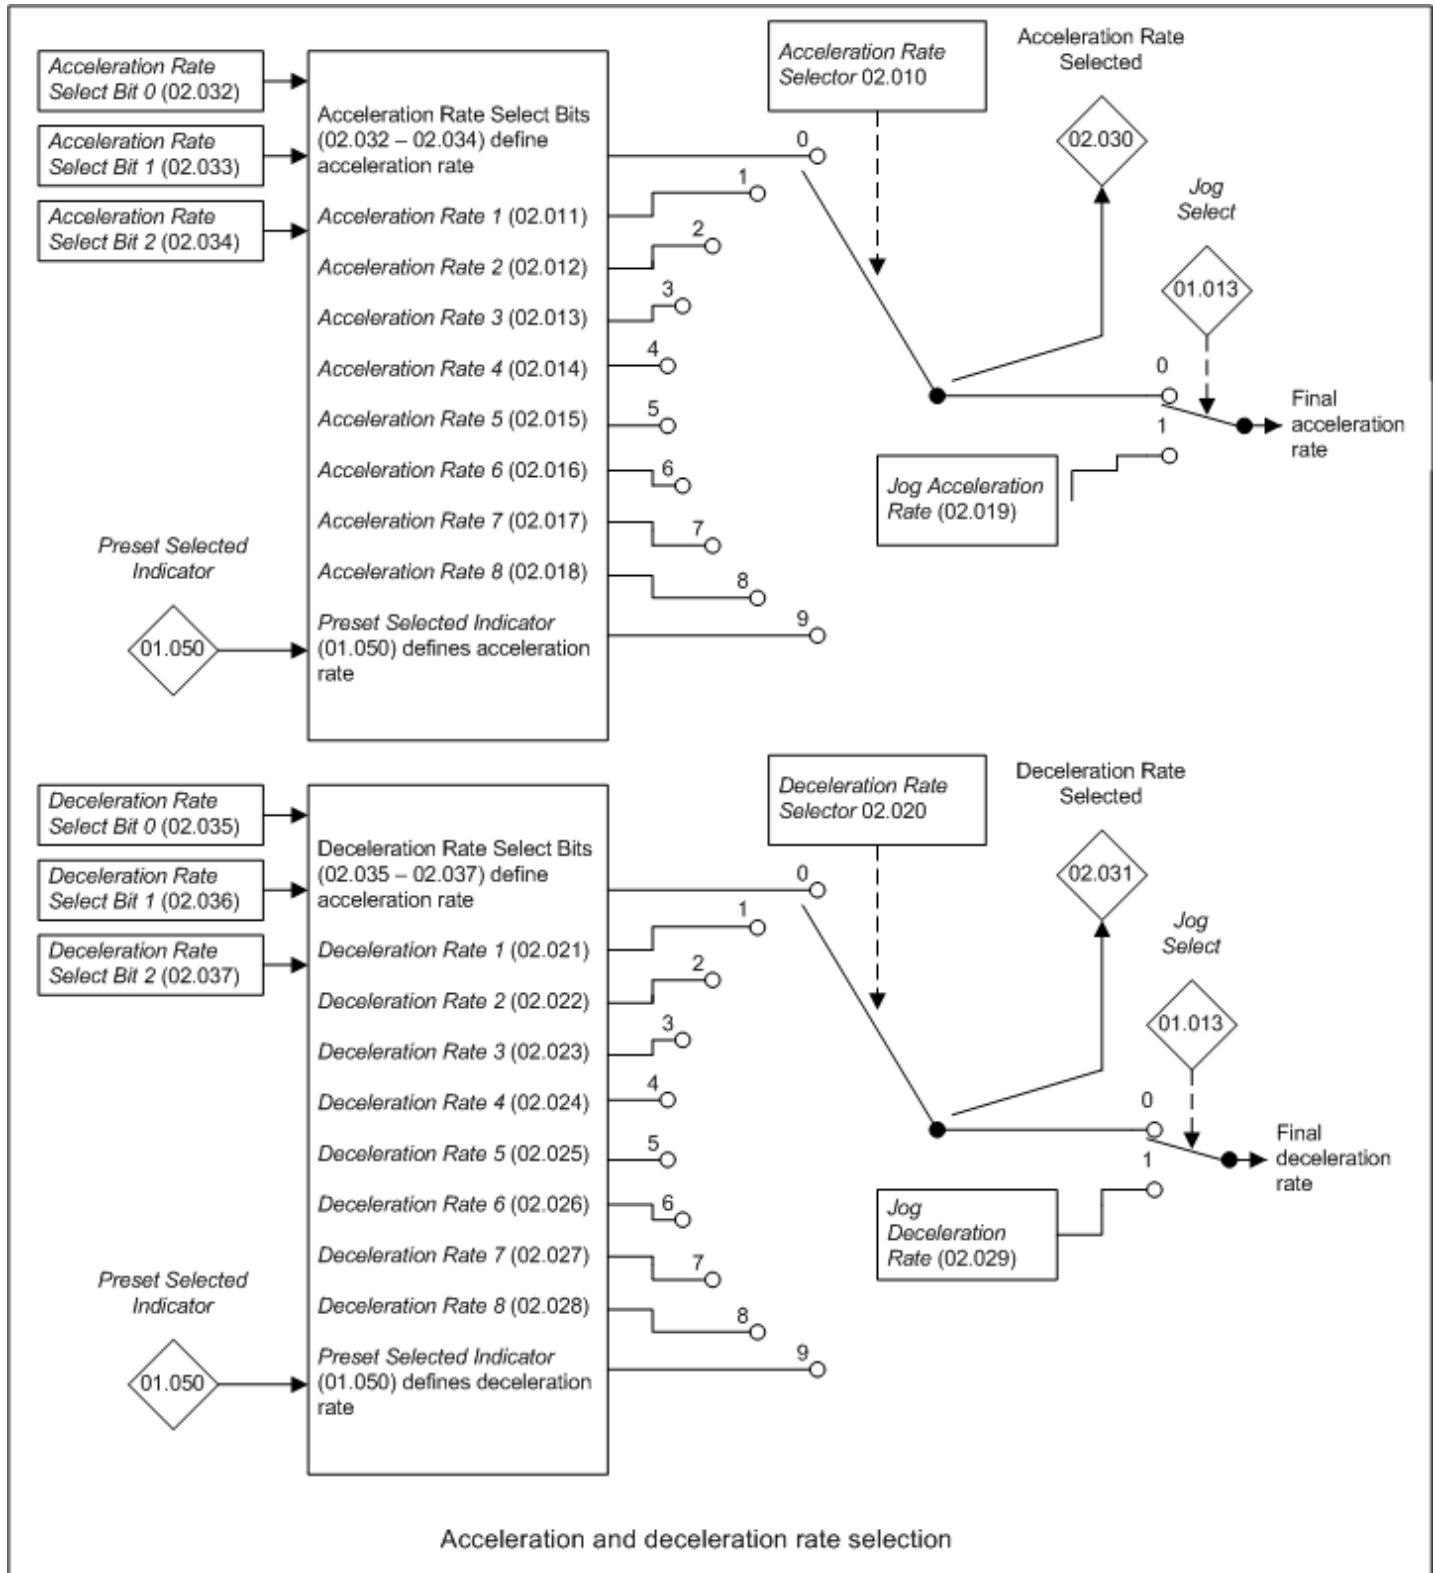 Acceleration Rate
Select Bit 0 (02.032)
Acceleration Rate
Select Bit 1 (02.033)
Acceleration Rate
Select Bit 2 (02.034)
Preset Selected
Indicator
01.050
Acceleration Rate Select Bits
(02.032 – 02.034) define
acceleration rate
Acceleration Rate 1 (02.011)
Acceleration Rate 2 (02.012)
Acceleration Rate 3 (02.013)
Acceleration Rate 4 (02.014)
Acceleration Rate 5 (02.015)
Acceleration Rate 6 (02.016)
Acceleration Rate 7 (02.017)
Acceleration Rate 8 (02.018)
Preset Selected Indicator
(01.050) defines acceleration
rate
0
1
2
3
4
5
6
7
8
9
Acceleration Rate
Selector 02.010
Acceleration Rate
Selected
02.030
Jog
Select
01.013
0
1
Jog Acceleration
Rate (02.019)
Final
acceleration
rate
Deceleration Rate
Select Bit 0 (02.035)
Deceleration Rate
Select Bit 1 (02.036)
Deceleration Rate
Select Bit 2 (02.037)
Preset Selected
Indicator
01.050
Deceleration Rate Select Bits
(02.035 – 02.037) define
acceleration rate
Deceleration Rate 1 (02.021)
Deceleration Rate 2 (02.022)
Deceleration Rate 3 (02.023)
Deceleration Rate 4 (02.024)
Deceleration Rate 5 (02.025)
Deceleration Rate 6 (02.026)
Deceleration Rate 7 (02.027)
Deceleration Rate 8 (02.028)
Preset Selected Indicator
(01.050) defines deceleration
rate
0
1
2
3
4
5
6
7
8
9
Deceleration Rate
Selector 02.020
Deceleration Rate
Selected
02.031
Jog
Select
01.013
0
1
Jog
Deceleration
Rate (02.029)
Final
deceleration
rate
Acceleration and deceleration rate selection